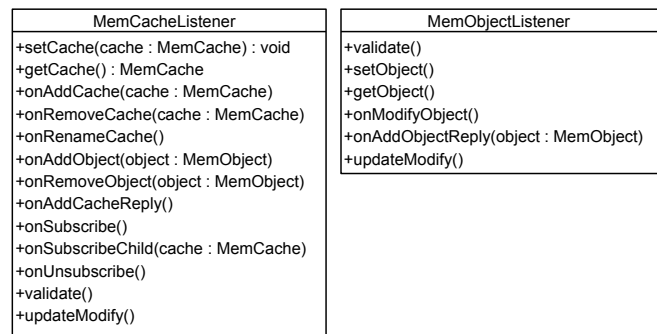 MemCacheListener
+setCache(cache : MemCache) : void
+getCache() : MemCache
+onAddCache(cache : MemCache)
+onRemoveCache(cache : MemCache)
+onRenameCache()
+onAddObject(object : MemObject)
+onRemoveObject(object : MemObject)
+onAddCacheReply()
+onSubscribe()
+onSubscribeChild(cache : MemCache)
+onUnsubscribe()
+validate()
+updateModify()
MemObjectListener
+validate()
+setObject()
+getObject()
+onModifyObject()
+onAddObjectReply(object : MemObject)
+updateModify()